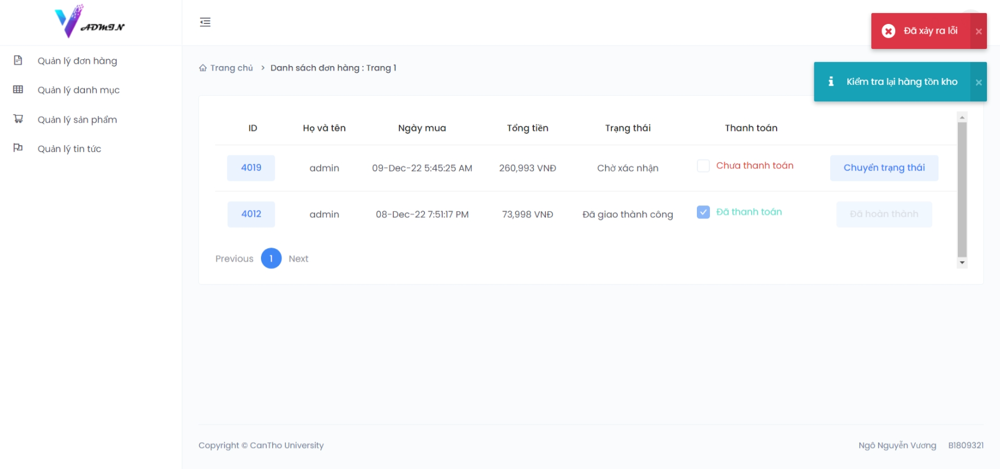 ADMIN
Đã xảy ra lỗi
Quản lý đơn hàng
Trang chủ > Danh sách đơn hàng : Trang 1
Kiểm tra lại hàng tồn kho
Quản lý danh mục
Quản lý sản phẩm
Quản lý tin tức
ID Họ và tên Ngày mua Tổng tiền Trạng thái Thanh toán
4019 admin 09-Dec-22 5:45:25 AM 260,993 VNĐ Chờ xác nhận Chưa thanh toán Chuyển trạng thái
4012 admin 08-Dec-22 7:51:17 PM 73,998 VNĐ Đã giao thành công Đã thanh toán Đã hoàn thành
Previous 1 Next
Copyright © CanTho University Ngô Nguyễn Vương B1809321